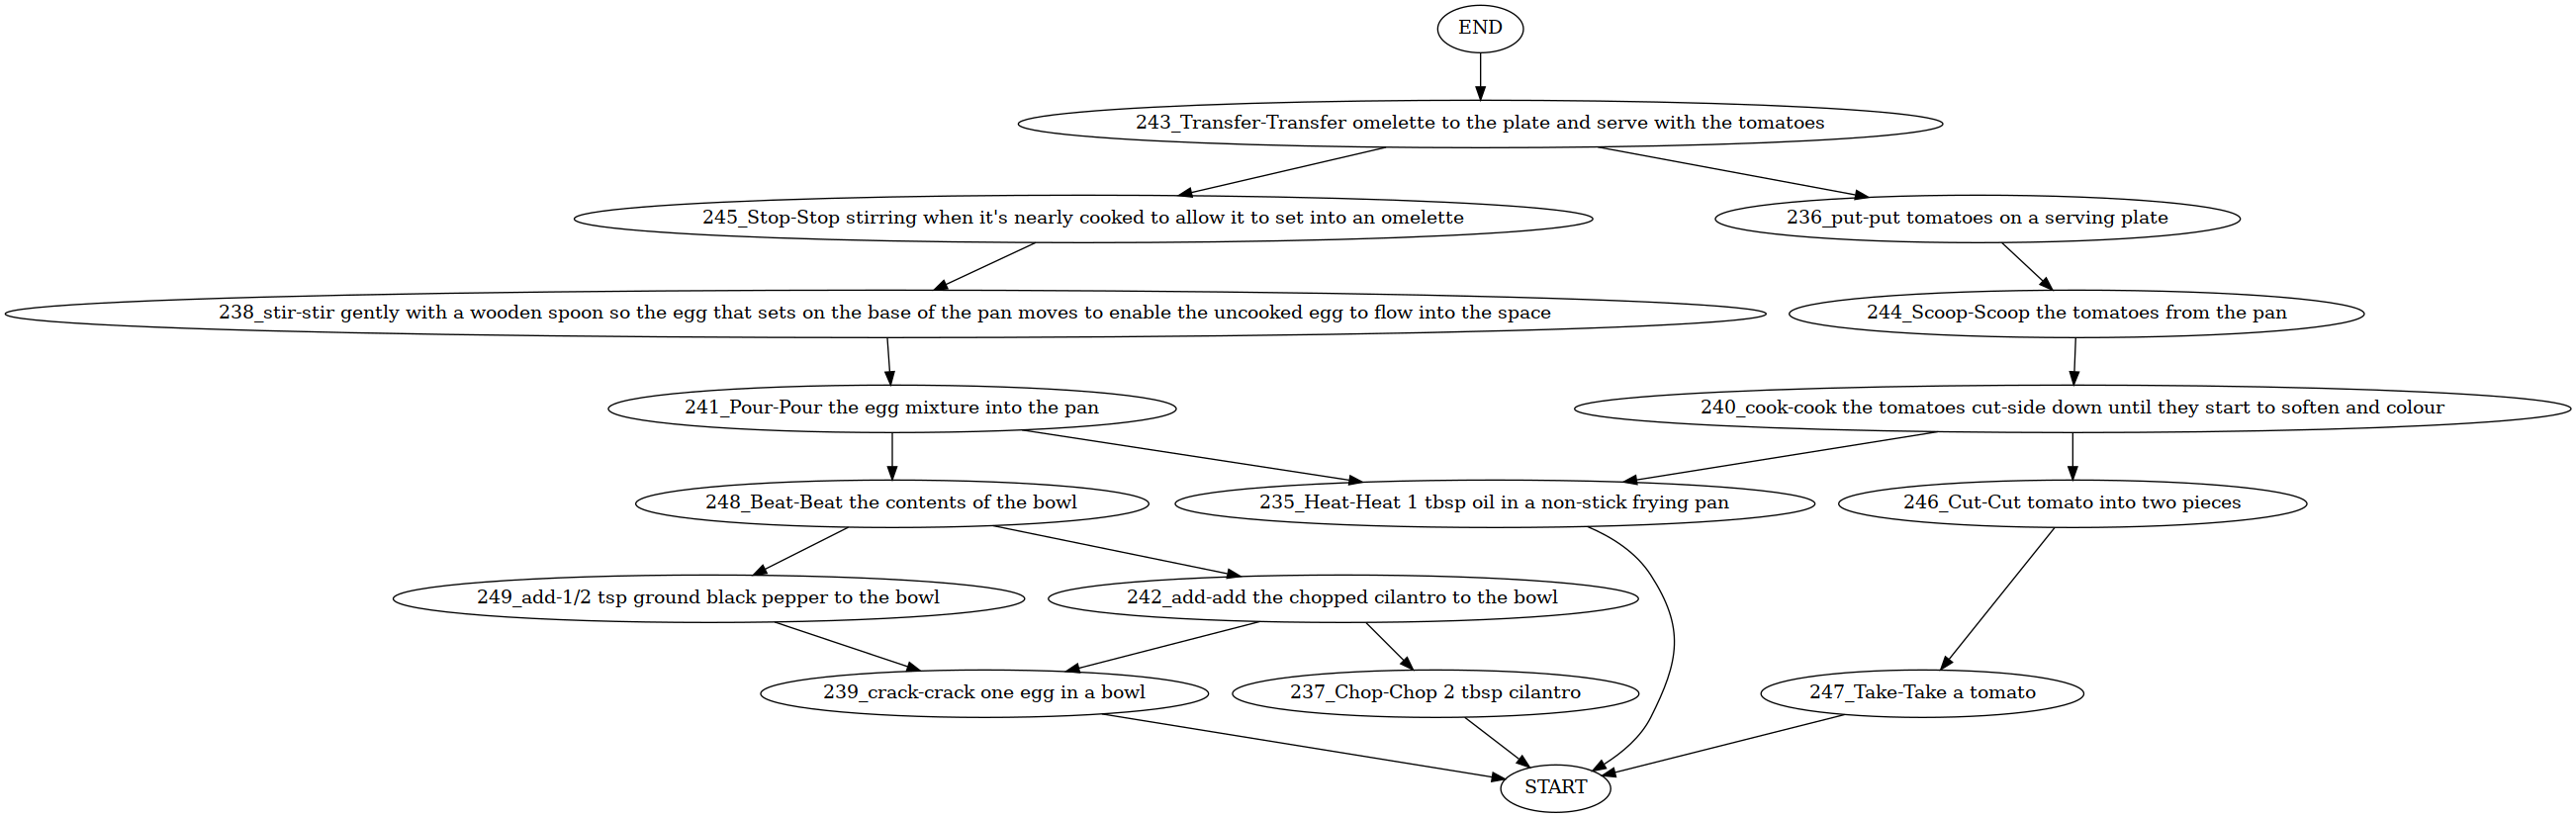 END
243_Transfer-Transfer omelette to the plate and serve with the tomatoes
245_Stop-Stop stirring when it's nearly cooked to allow it to set into an omelette
236_put-put tomatoes on a serving plate
238_stir-stir gently with a wooden spoon so the egg that sets on the base of the pan moves to enable the uncooked egg to flow into the space
244_Scoop-Scoop the tomatoes from the pan
241_Pour-Pour the egg mixture into the pan
240_cook-cook the tomatoes cut-side down until they start to soften and colour
248_Beat-Beat the contents of the bowl
235_Heat-Heat 1 tbsp oil in a non-stick frying pan
246_Cut-Cut tomato into two pieces
249_add-1/2 tsp ground black pepper to the bowl
242_add-add the chopped cilantro to the bowl
239_crack-crack one egg in a bowl
237_Chop-Chop 2 tbsp cilantro
247_Take-Take a tomato
START